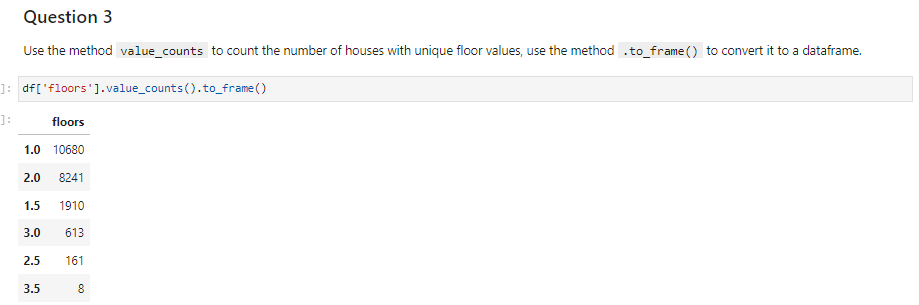 Question 3
Use the method value_counts to count the number of houses with unique floor values, use the method .to_frame() to convert it to a dataframe.
]: df['floors'].value_counts().to_frame()
]:
floors
1.0 10680
2.0 8241
1.5 1910
3.0 613
2.5 161
3.5 8